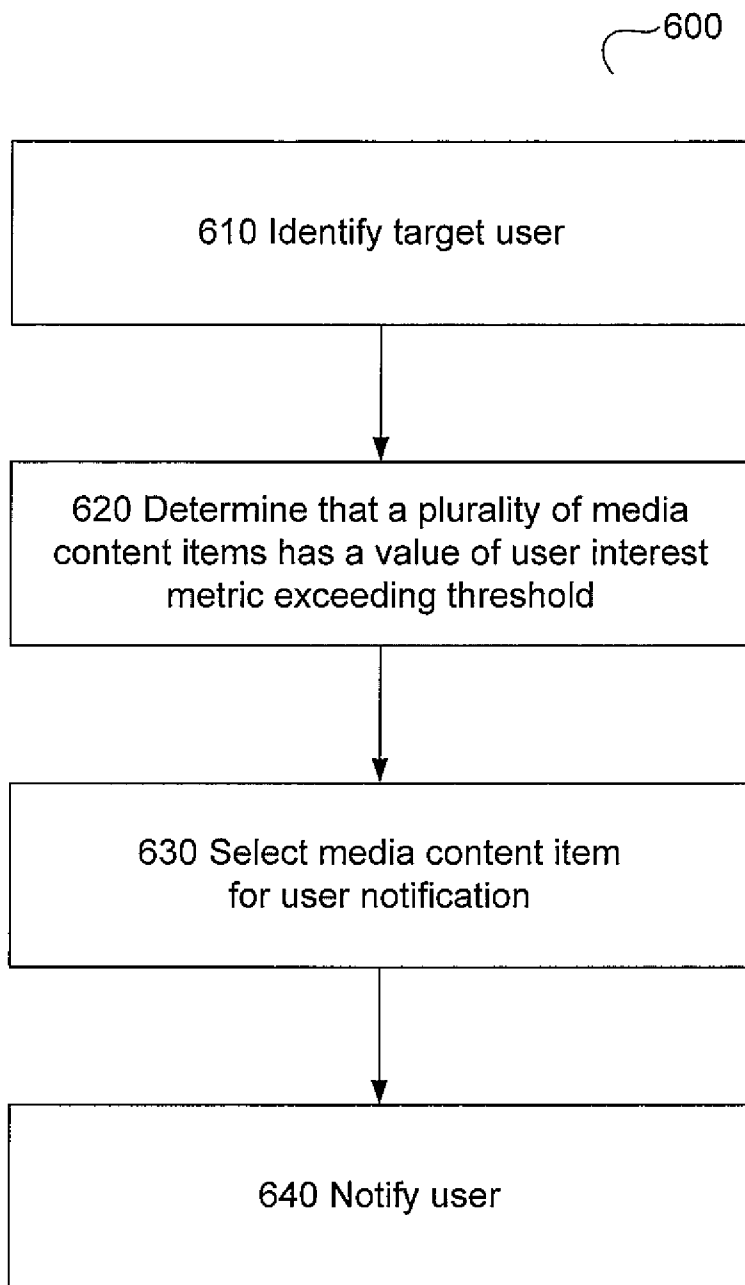 600
610 Identify target user
620 Determine that a plurality of media
content items has a value of user interest
metric exceeding threshold
630 Select media content item
for user notification
640 Notify user